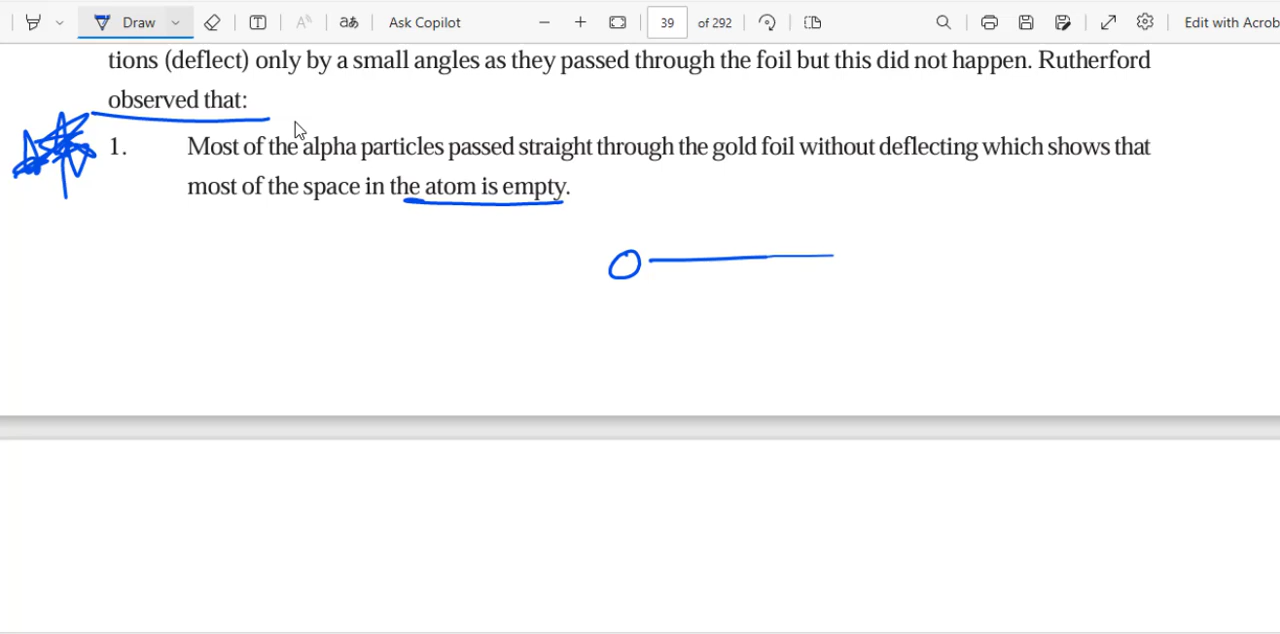 Draw aあ Ask Copilot 39 of 292 Edit with Acrob
tions (deflect) only by a small angles as they passed through the foil but this did not happen. Rutherford
observed that:
1. Most of the alpha particles passed straight through the gold foil without deflecting which shows that
most of the space in the atom is empty.